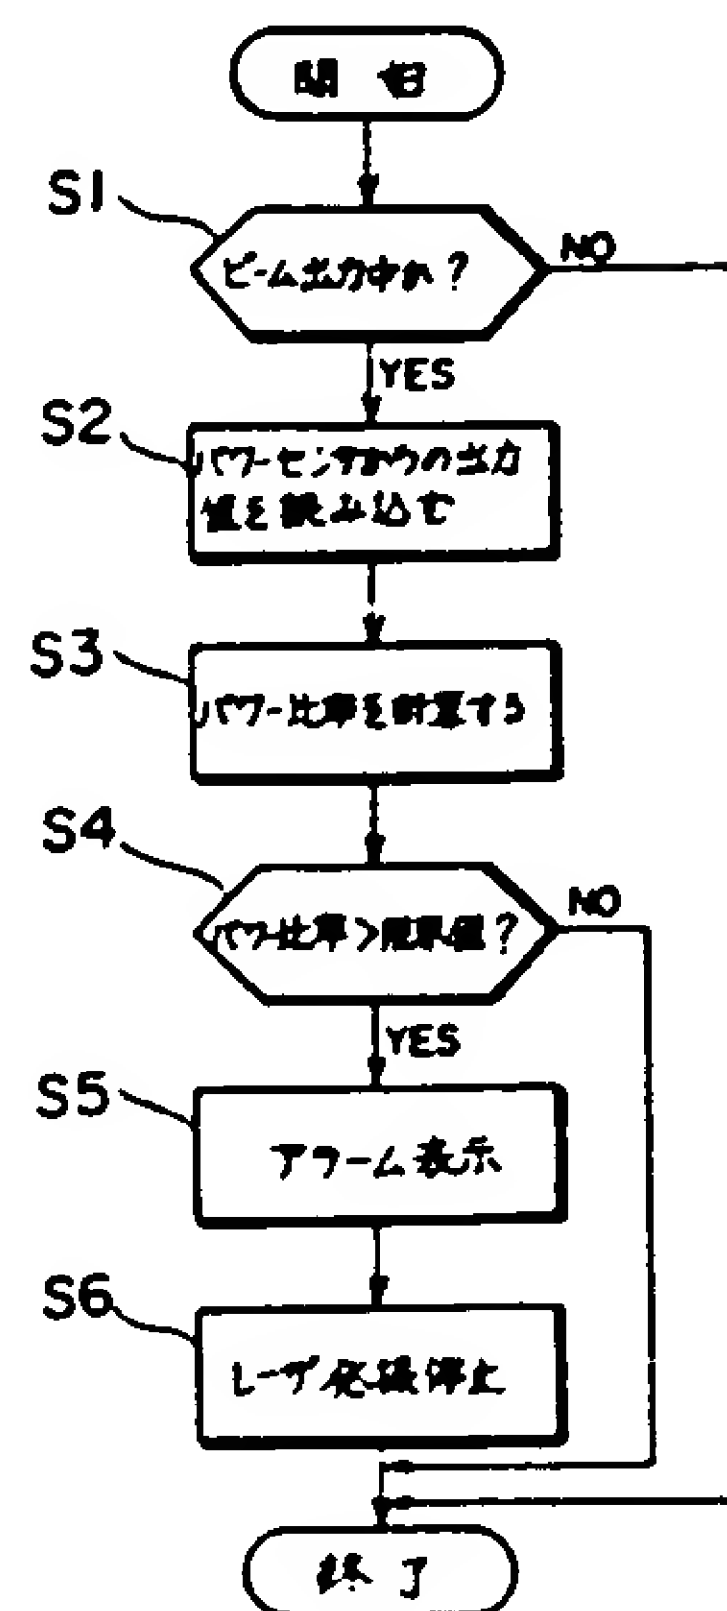 開始
S1
ビーム出力中か?
NO
YES
S2
パワーセンサからの出力
値を読み込む
S3
パワー比率を計算する
S4
パワー比率>限界値?
NO
YES
S5
アラーム表示
S6
レーザ発振停止
終了